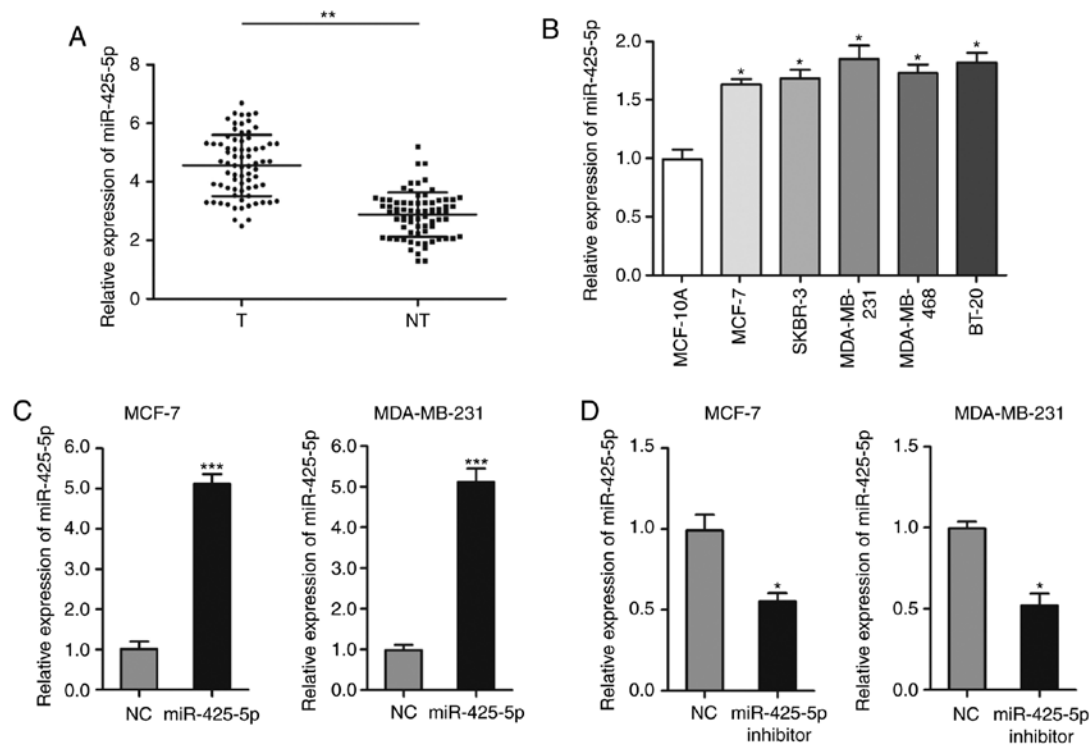 A
**
Relative expression of miR-425-5p
8
6
4
2
0
T
NT
B
Relative expression of miR-425-5p
2.0
1.5
1.0
0.5
0.0
*
*
*
*
*
MCF-10A
MCF-7
SKBR-3
MDA-MB-
231
MDA-MB-
468
BT-20
C
MCF-7
Relative expression of miR-425-5p
6.0
5.0
4.0
3.0
2.0
1.0
0.0
***
NC
miR-425-5p
MDA-MB-231
Relative expression of miR-425-5p
6.0
5.0
4.0
5.0
2.0
1.0
0.0
***
NC
miR-425-5p
D
MCF-7
Relative expression of miR-425-5p
1.5
1.0
0.5
0.0
*
NC
miR-425-5p
inhibitor
MDA-MB-231
Relative expression of miR-425-5p
1.5
1.0
0.5
0.0
*
NC
miR-425-5p
inhibitor